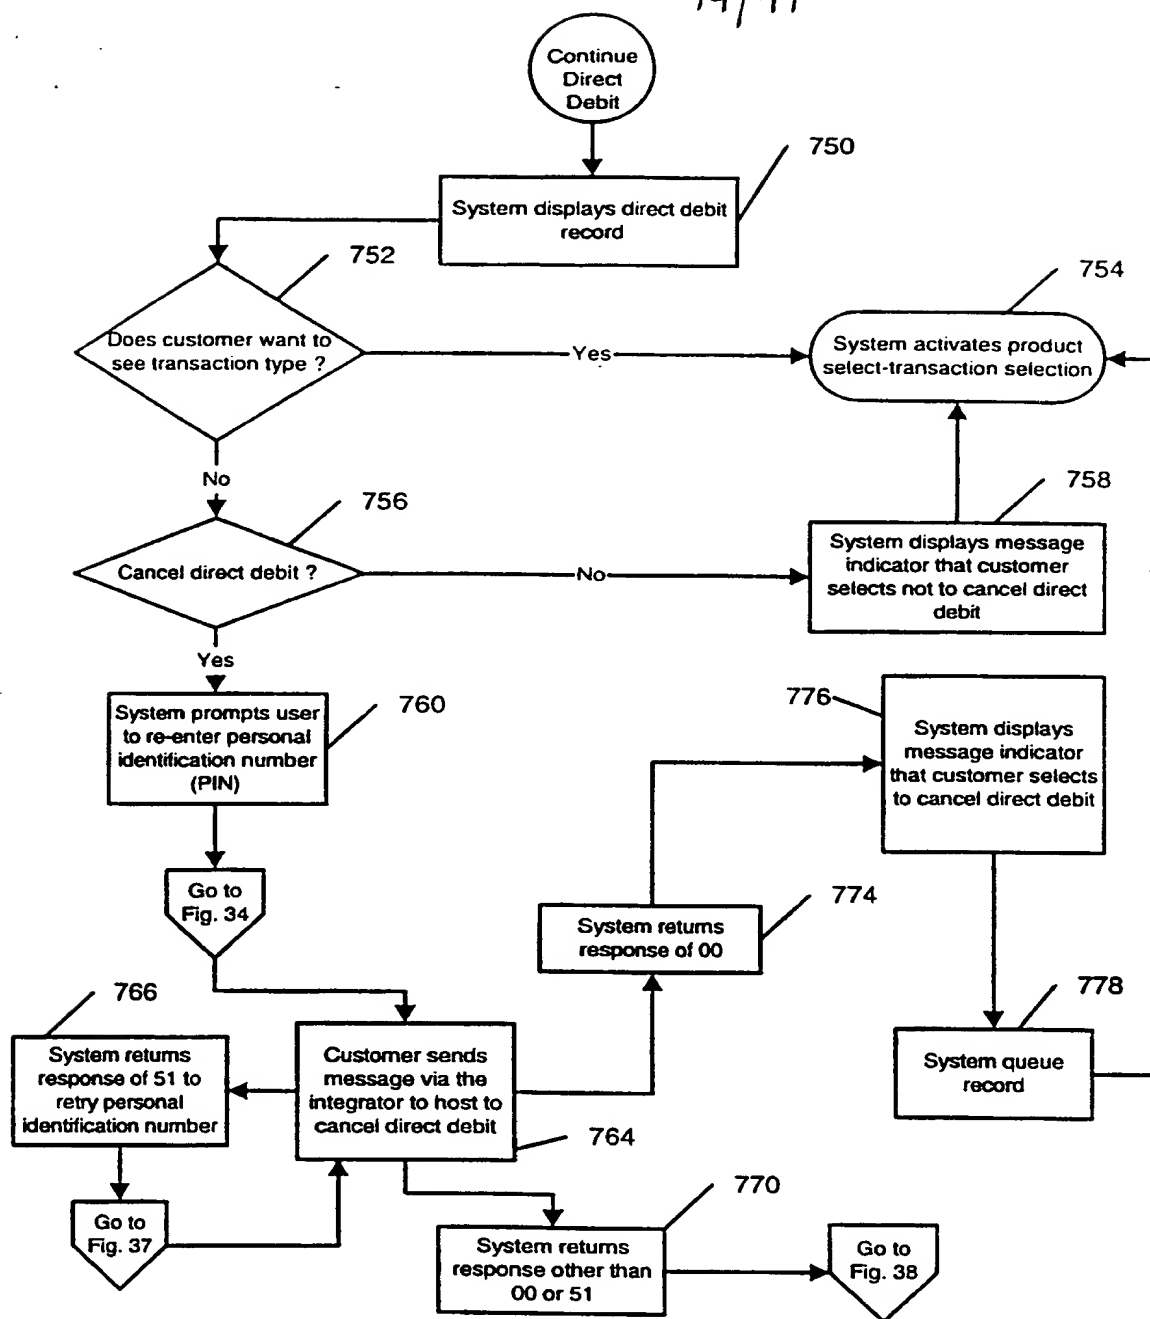 Continue
Direct
Debit
750
System displays direct debit
record
752
754
Does customer want to
see transaction type ?
Yes
System activates product
select-transaction selection
No
756
758
Cancel direct debit ?
No
System displays message
indicator that customer
selects not to cancel direct
debit
Yes
760
System prompts user
to re-enter personal
identification number
(PIN)
776
System displays
message indicator
that customer selects
to cancel direct debit
Go to
Fig. 34
774
System returns
response of 00
766
778
System returns
response of 51 to
retry personal
identification number
Customer sends
message via the
integrator to host to
cancel direct debit
764
System queue
record
770
Go to
Fig. 37
System returns
response other than
00 or 51
Go to
Fig. 38